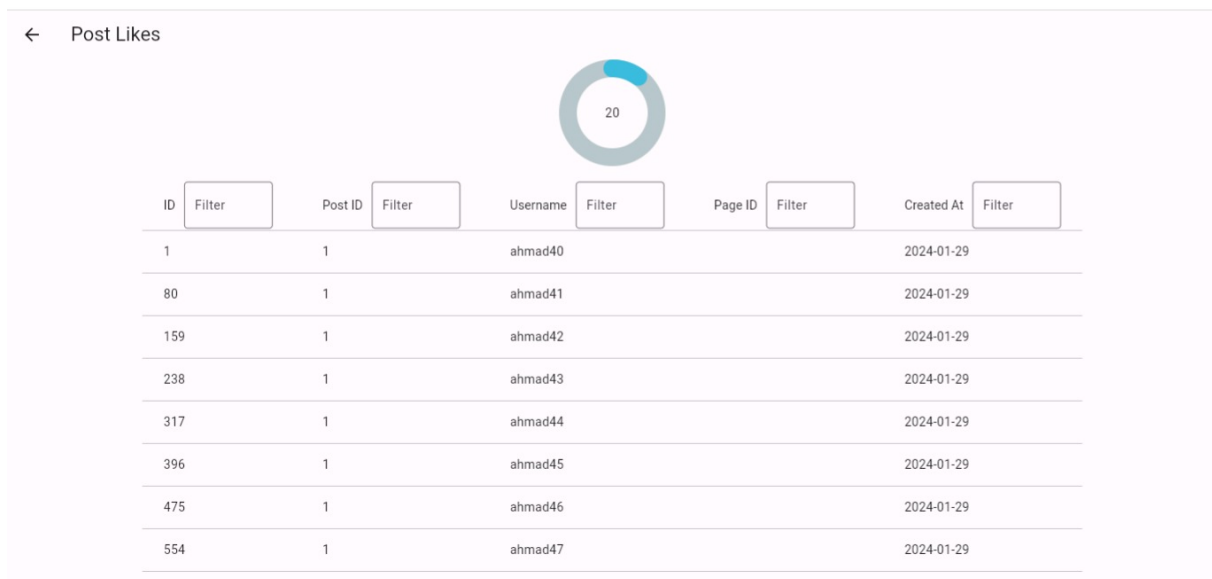 Post Likes
20
ID Filter Post ID Filter Username Filter Page ID Filter Created At Filter
1 1 ahmad40 2024-01-29
80 1 ahmad41 2024-01-29
159 1 ahmad42 2024-01-29
238 1 ahmad43 2024-01-29
317 1 ahmad44 2024-01-29
396 1 ahmad45 2024-01-29
475 1 ahmad46 2024-01-29
554 1 ahmad47 2024-01-29